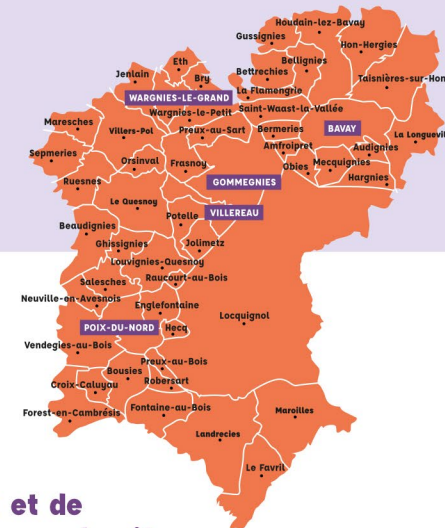 Houdain-lez-Bavay
Gussignies
Hon-Hergies
Eth
Bellignies
Jenlain
Bry
Bettrechies
Taisnières-sur-Hon
La Flamengrie
WARGNIES-LE-GRAND
Wargnies-le-Petit
Saint-Waast-la-Vallée
Maresches
Villers-Pol
Preux-au-Sart
Bermeries
BAVAY
La Longueville
Amfroipret
Audignies
Sepmeries
Orsinval
Frasnoy
Obies
Mecquignies
Hargnies
Ruesnes
GOMMEGNIES
Le Quesnoy
Potelle
VILLEREAU
Beaudignies
Ghissignies
Jolimetz
Louvignies-Quesnoy
Raucourt-au-Bois
Salesches
Neuville-en-Avesnois
Englefontaine
Locquignol
POIX-DU-NORD
Hecq
Vendegies-au-Bois
Preux-au-Bois
Bousies
Croix-Caluyau
Robersart
Forest-en-Cambrésis
Fontaine-au-Bois
Maroilles
Landrecies
Le Favril
et de